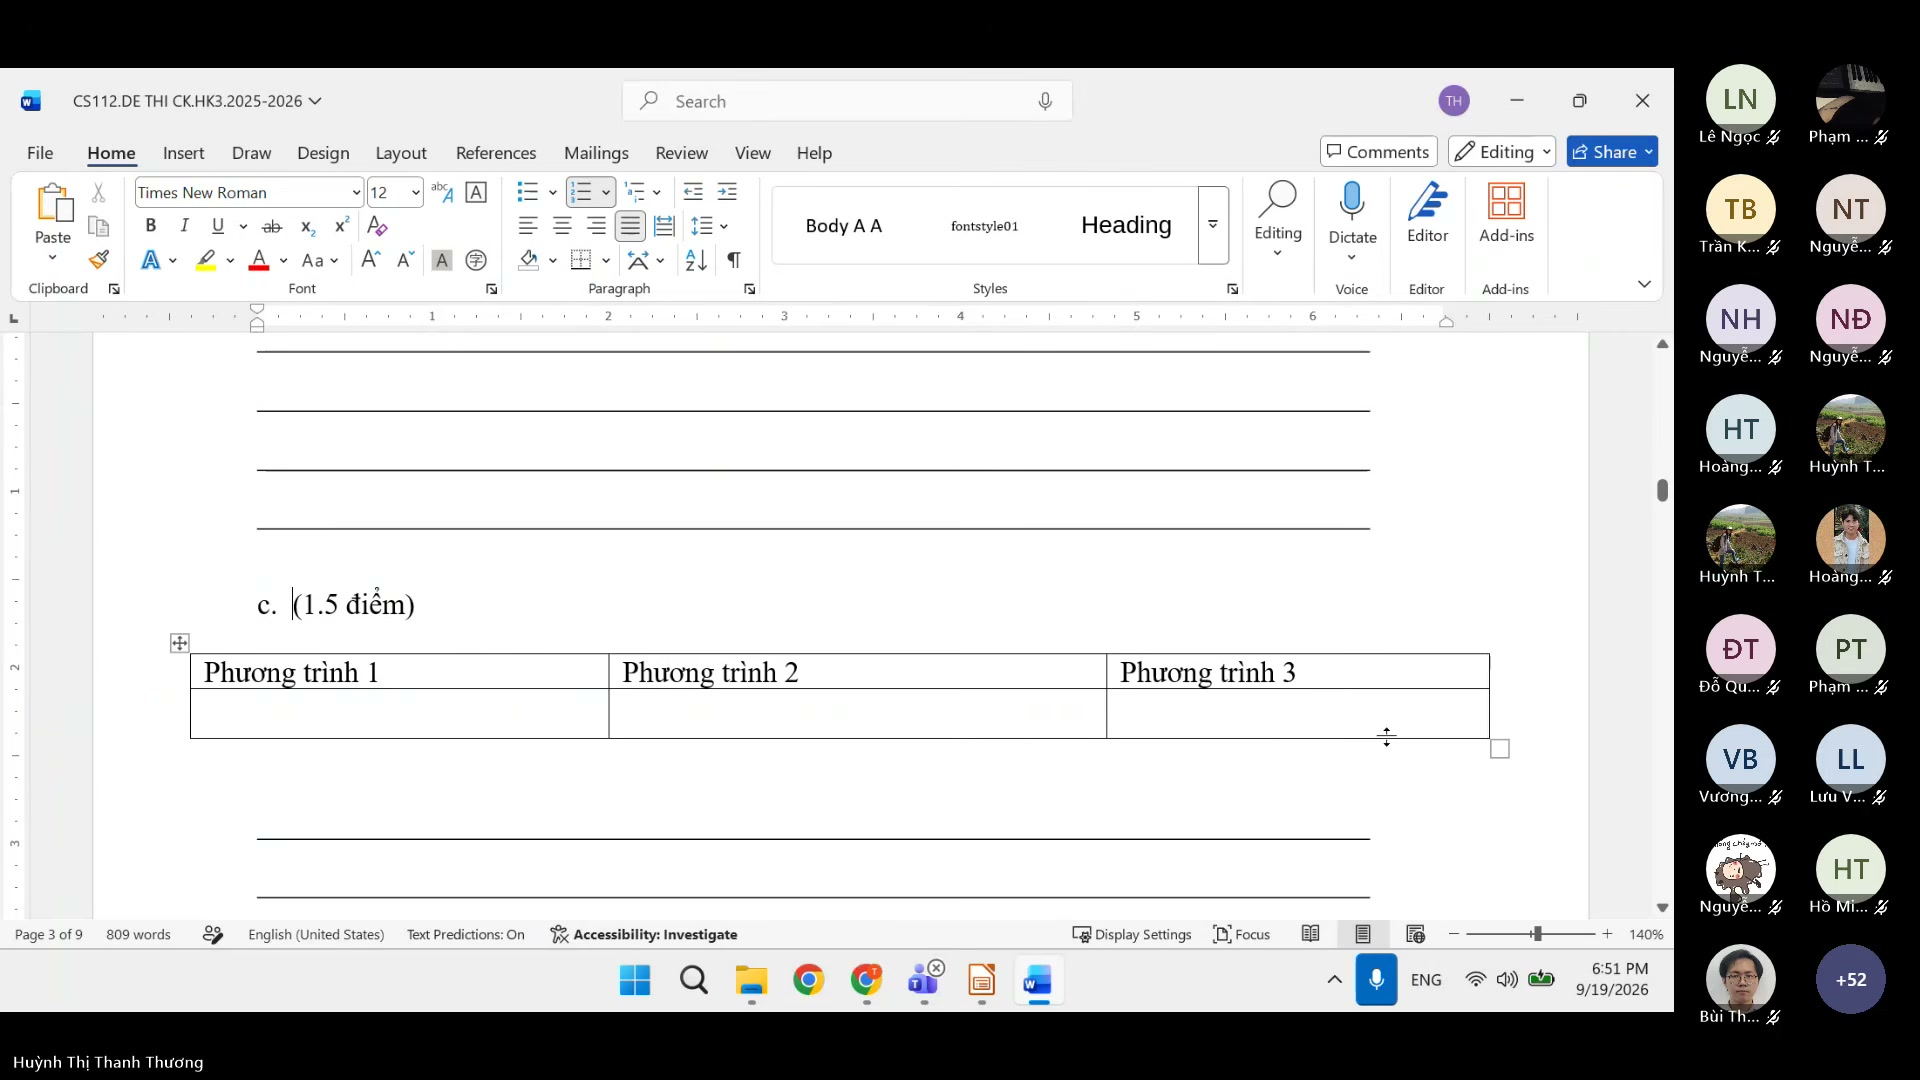 CS112.DE THI CK.HK3.2025-2026
Search
TH
File Home Insert Draw Design Layout References Mailings Review View Help
Comments Editing Share
Paste
Times New Roman 12
Body A A
fontstyle01
Heading
Editing
Dictate
Editor
Add-ins
Clipboard Font Paragraph Styles Voice Editor Add-ins
1 2 3 4 5 6
c. (1.5 điểm)
Phương trình 1 Phương trình 2 Phương trình 3
Page 3 of 9 809 words English (United States) Text Predictions: On Accessibility: Investigate Display Settings Focus 140%
ENG
6:51 PM
9/19/2026
Huỳnh Thị Thanh Thương
LN
Lê Ngọc
Phạm ...
TB
Trần K...
NT
Nguyễ...
NH
Nguyễ...
NĐ
Nguyễ...
HT
Hoàng...
Huỳnh T...
Huỳnh T...
Hoàng...
ĐT
Đỗ Qu...
PT
Phạm ...
VB
Vương...
LL
Lưu V...
Nguyễ...
HT
Hồ Mi...
Bùi Th...
+52